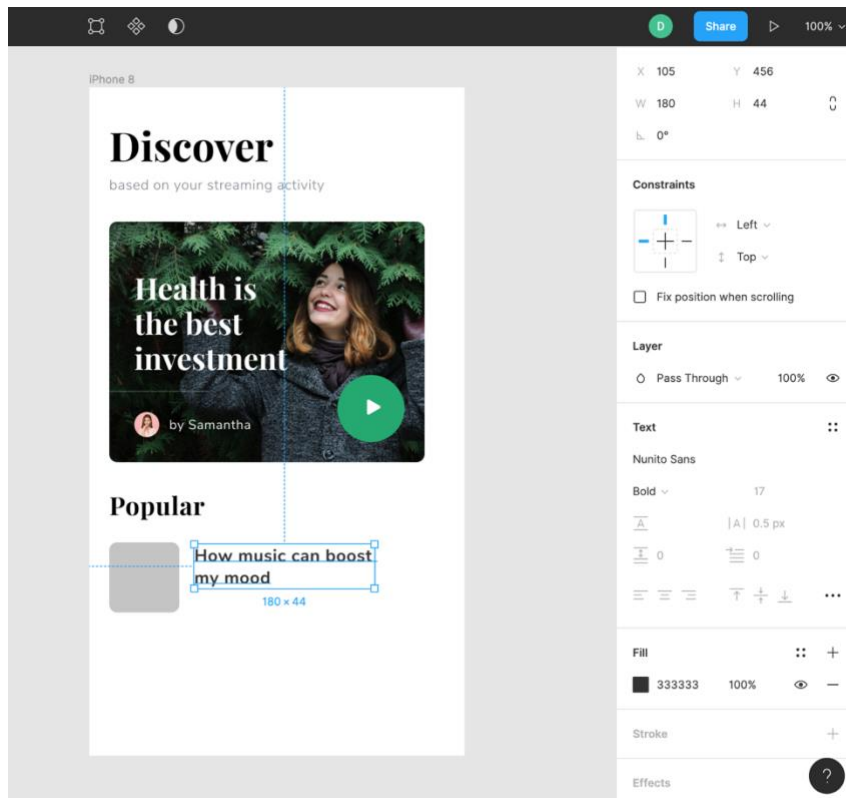 D
Share
100%
iPhone 8
Discover
based on your streaming activity
Health is
the best
investment
by Samantha
Popular
How music can boost
my mood
180 × 44
X 105 Y 456
W 180 H 44
0°
Constraints
Left
Top
Fix position when scrolling
Layer
Pass Through 100%
Text
Nunito Sans
Bold 17
A |A| 0.5 px
0 0
Fill
333333 100%
Stroke
Effects
?